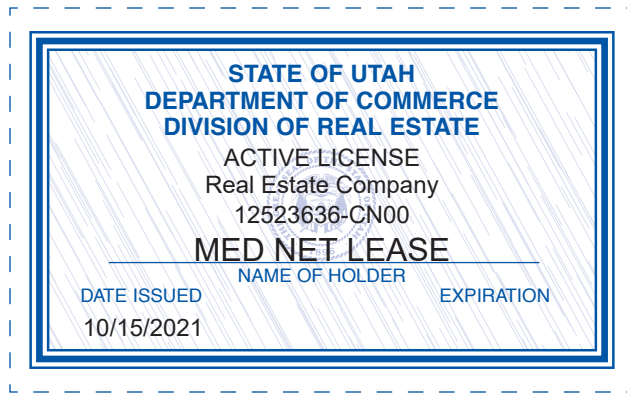 STATE OF UTAH
DEPARTMENT OF COMMERCE
DIVISION OF REAL ESTATE
ACTIVE LICENSE
Real Estate Company
12523636-CN00
MED NET LEASE
NAME OF HOLDER
DATE ISSUED
EXPIRATION
10/15/2021